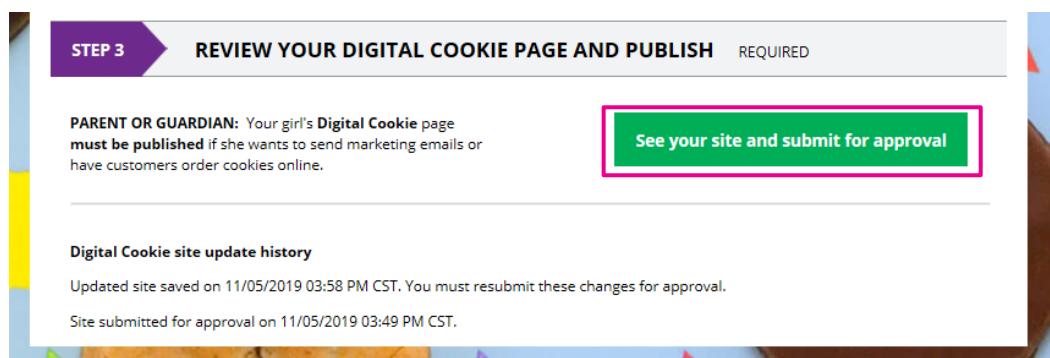 STEP 3 REVIEW YOUR DIGITAL COOKIE PAGE AND PUBLISH REQUIRED
PARENT OR GUARDIAN: Your girl's Digital Cookie page
must be published if she wants to send marketing emails or
have customers order cookies online.
See your site and submit for approval
Digital Cookie site update history
Updated site saved on 11/05/2019 03:58 PM CST. You must resubmit these changes for approval.
Site submitted for approval on 11/05/2019 03:49 PM CST.